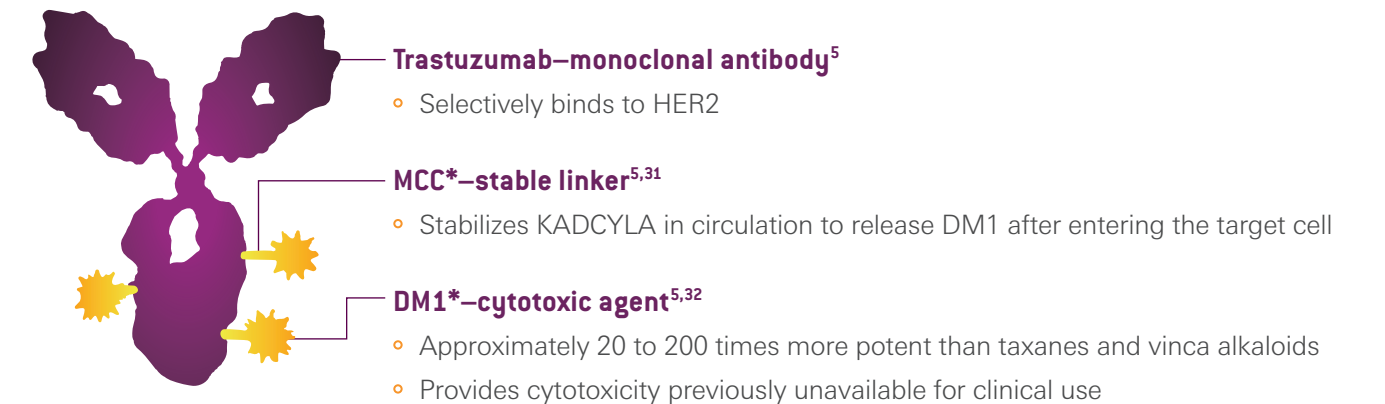 Trastuzumab–monoclonal antibody5
Selectively binds to HER2
MCC*–stable linker5,31
Stabilizes KADCYLA in circulation to release DM1 after entering the target cell
DM1*–cytotoxic agent5,32
Approximately 20 to 200 times more potent than taxanes and vinca alkaloids
Provides cytotoxicity previously unavailable for clinical use